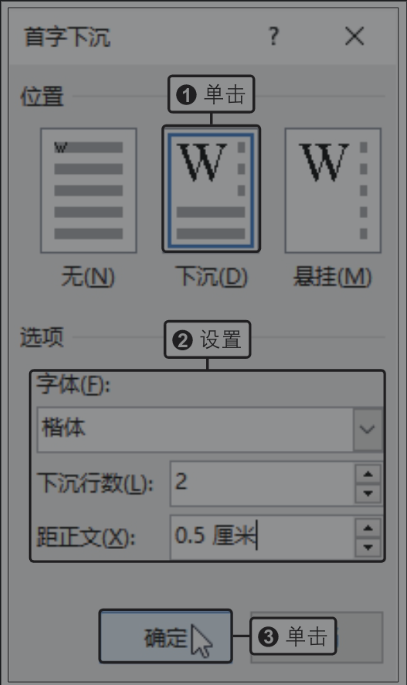 首字下沉 ? ×
位置
❶ 单击
W W W
无(N) 下沉(D) 悬挂(M)
选项
❷ 设置
字体(F):
楷体
下沉行数(L): 2
距正文(X): 0.5 厘米
确定 ❸ 单击